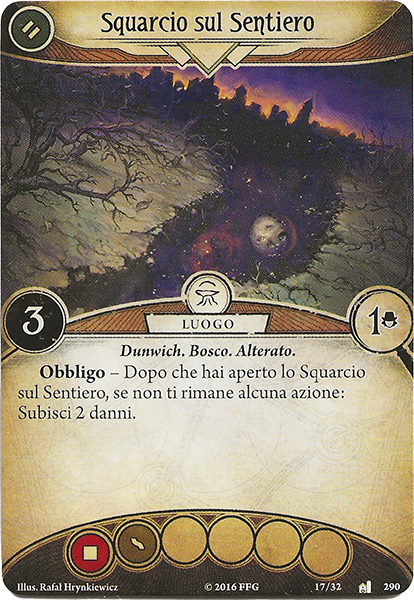 Squarcio sul Sentiero
3
LUOGO
1
Dunwich. Bosco. Alterato.
Obbligo – Dopo che hai aperto lo Squarcio
sul Sentiero, se non ti rimane alcuna azione:
Subisci 2 danni.
Illus. Rafał Hrynkiewicz
© 2016 FFG
17/32
290